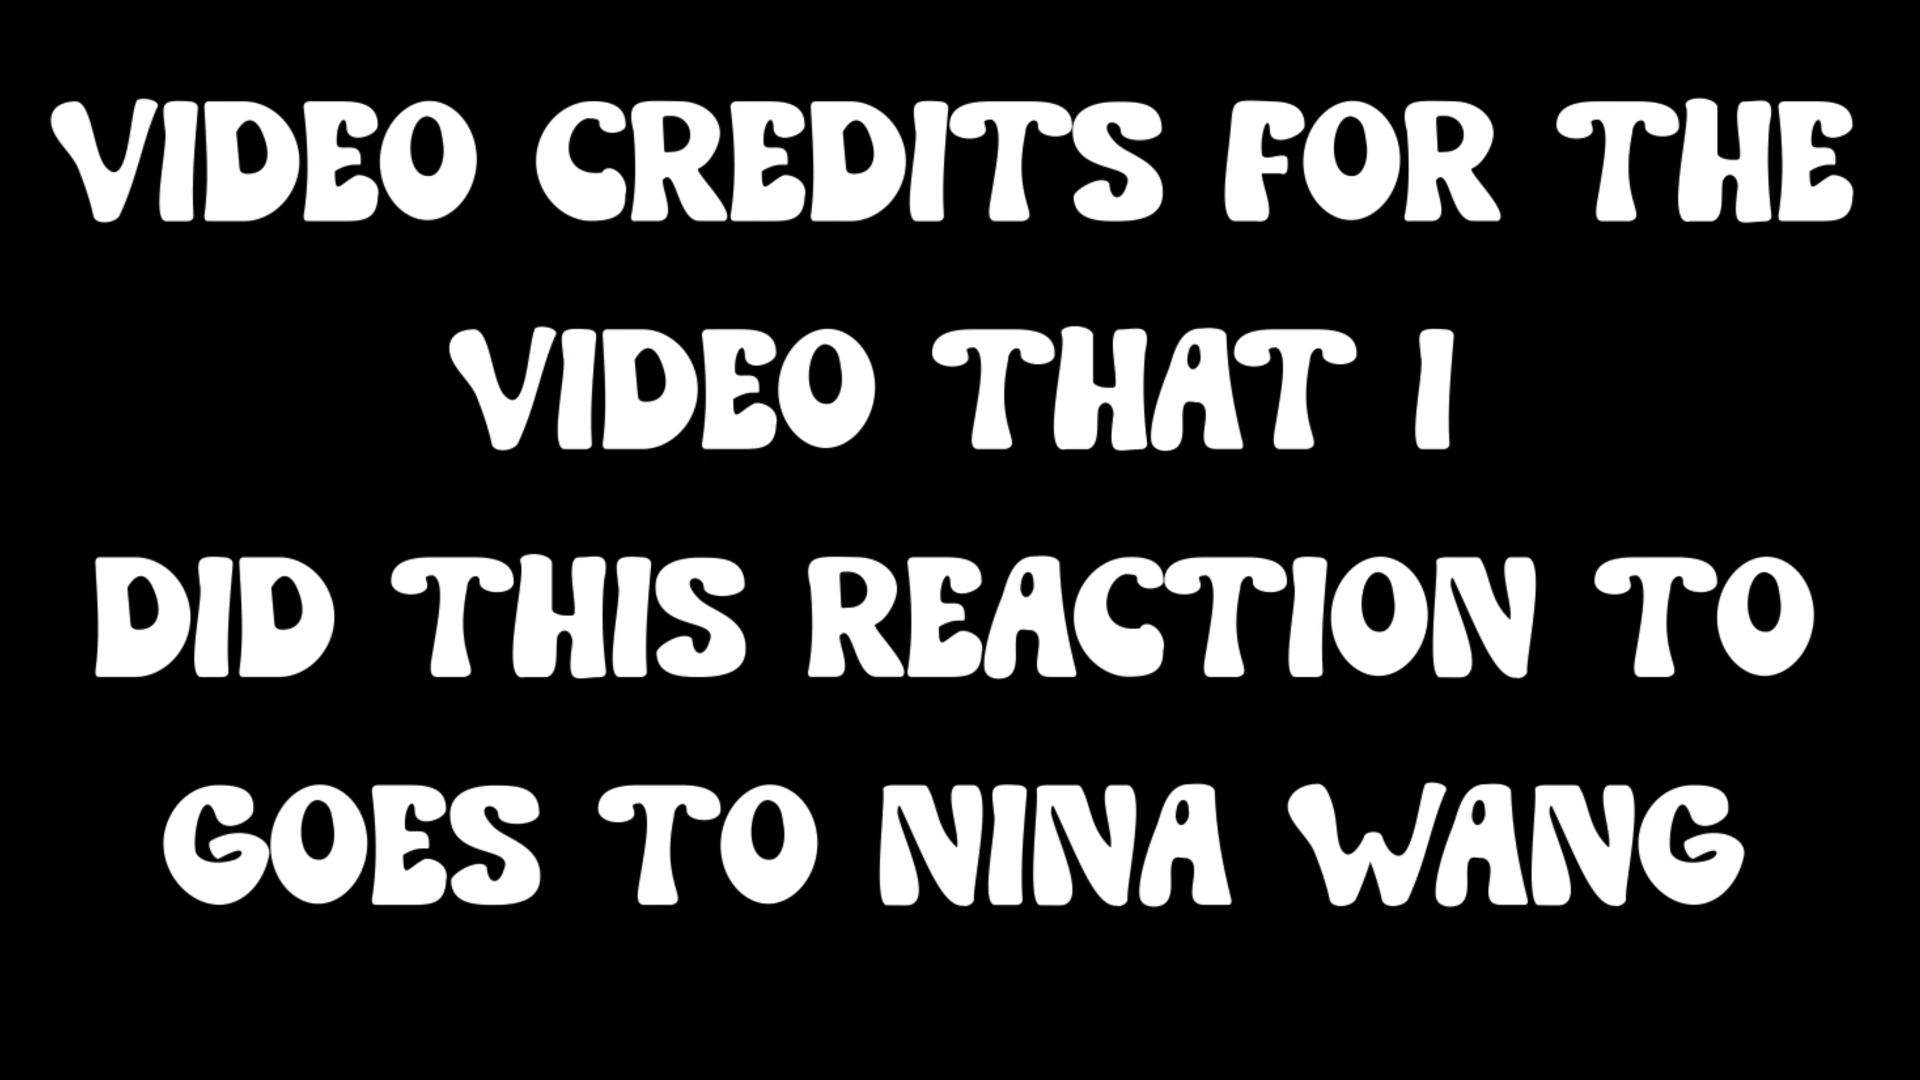 VIDEO CREDITS FOR THE
VIDEO THAT I
DID THIS REACTION TO
GOES TO NINA WANG